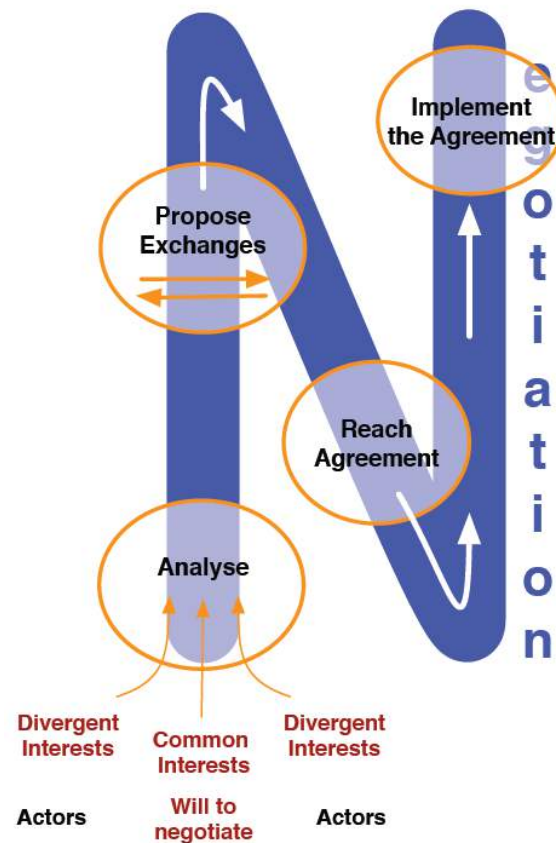 Implement
the Agreement
Propose
Exchanges
Reach
Agreement
Analyse
Divergent
Interests
Common
Interests
Divergent
Interests
Actors
Will to
negotiate
Actors
e
g
o
t
i
a
t
i
o
n